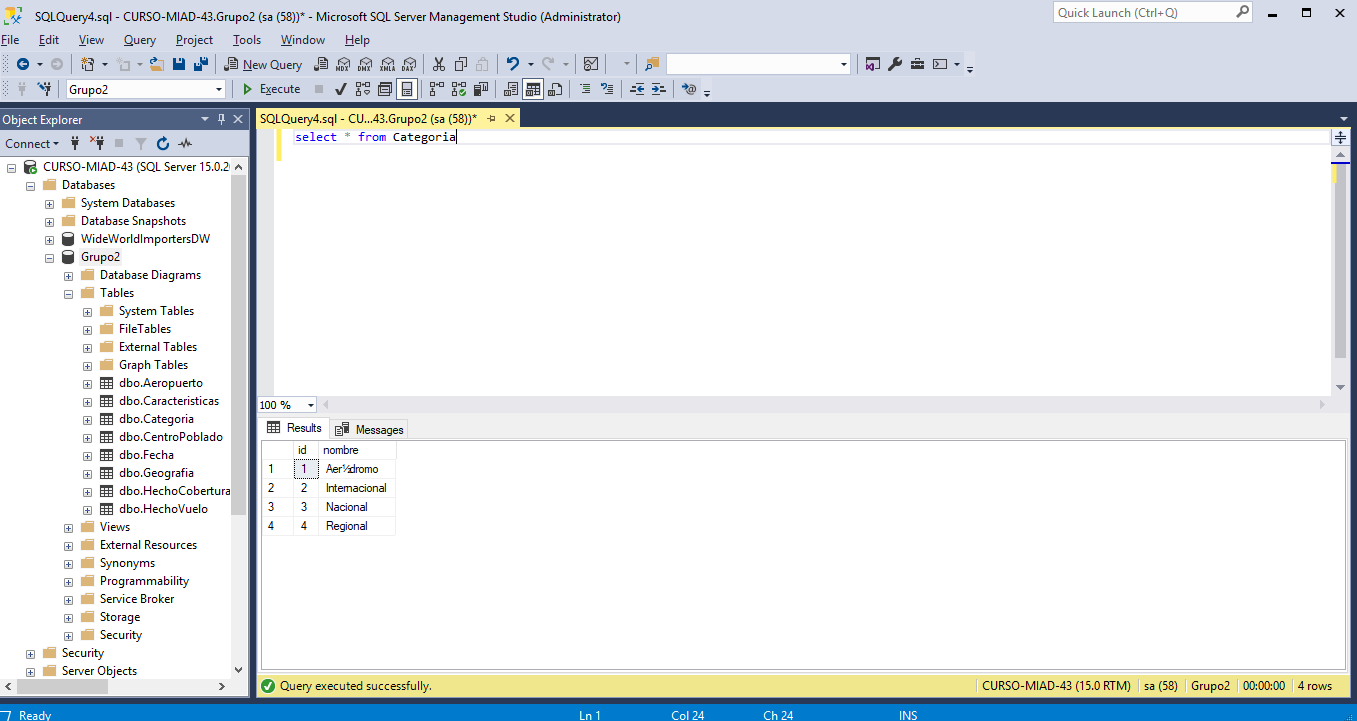 SQLQuery4.sql - CURSO-MIAD-43.Grupo2 (sa (58))* - Microsoft SQL Server Management Studio (Administrator)
Quick Launch (Ctrl+Q)
File Edit View Query Project Tools Window Help
New Query MDX DMX XMLA DAX
Grupo2 Execute
Object Explorer
SQLQuery4.sql - CU...43.Grupo2 (sa (58))*
Connect
select * from Categoria
CURSO-MIAD-43 (SQL Server 15.0.20
Databases
System Databases
Database Snapshots
WideWorldImportersDW
Grupo2
Database Diagrams
Tables
System Tables
FileTables
External Tables
Graph Tables
dbo.Aeropuerto
dbo.Caracteristicas
dbo.Categoria
dbo.CentroPoblado
dbo.Fecha
dbo.Geografia
dbo.HechoCobertura
dbo.HechoVuelo
Views
External Resources
Synonyms
Programmability
Service Broker
Storage
Security
Security
Server Objects
100 %
Results Messages
id nombre
1 1 Aer½dromo
2 2 Internacional
3 3 Nacional
4 4 Regional
Query executed successfully. CURSO-MIAD-43 (15.0 RTM) sa (58) Grupo2 00:00:00 4 rows
Ready Ln 1 Col 24 Ch 24 INS